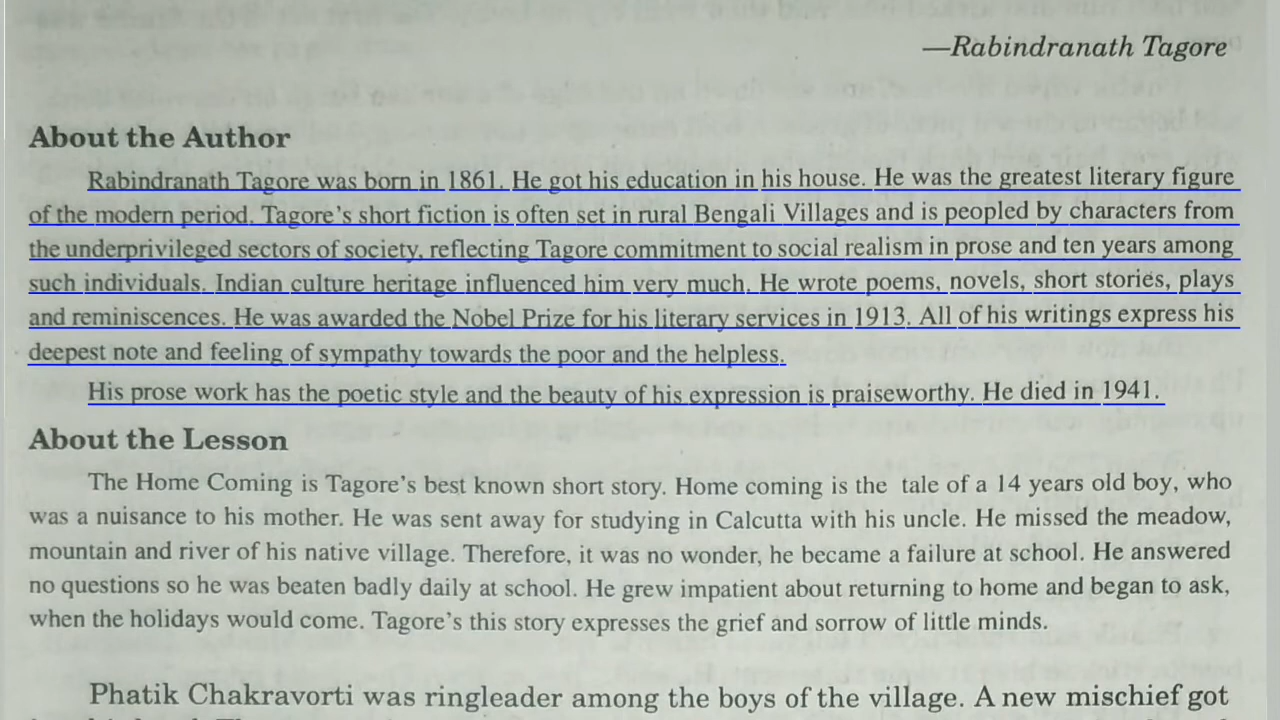 —Rabindranath Tagore
About the Author
Rabindranath Tagore was born in 1861. He got his education in his house. He was the greatest literary figure
of the modern period. Tagore's short fiction is often set in rural Bengali Villages and is peopled by characters from
the underprivileged sectors of society, reflecting Tagore commitment to social realism in prose and ten years among
such individuals. Indian culture heritage influenced him very much. He wrote poems, novels, short stories, plays
and reminiscences. He was awarded the Nobel Prize for his literary services in 1913. All of his writings express his
deepest note and feeling of sympathy towards the poor and the helpless.
His prose work has the poetic style and the beauty of his expression is praiseworthy. He died in 1941.
About the Lesson
The Home Coming is Tagore's best known short story. Home coming is the tale of a 14 years old boy, who
was a nuisance to his mother. He was sent away for studying in Calcutta with his uncle. He missed the meadow,
mountain and river of his native village. Therefore, it was no wonder, he became a failure at school. He answered
no questions so he was beaten badly daily at school. He grew impatient about returning to home and began to ask,
when the holidays would come. Tagore's this story expresses the grief and sorrow of little minds.
Phatik Chakravorti was ringleader among the boys of the village. A new mischief got